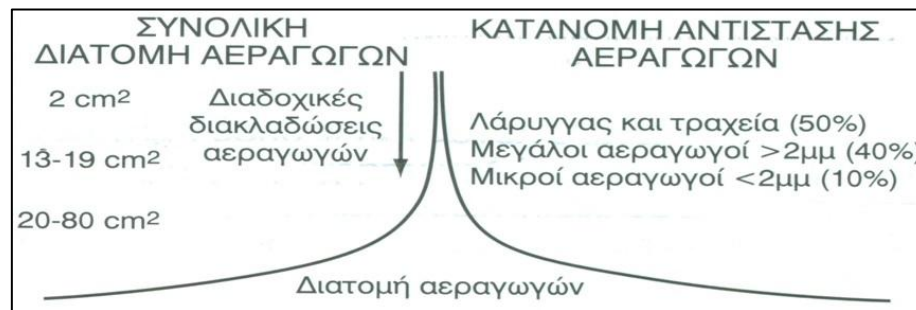 ΣΥΝΟΛΙΚΗ
ΔΙΑΤΟΜΗ ΑΕΡΑΓΩΓΩΝ
2 cm²
Διαδοχικές
διακλαδώσεις
αεραγωγών
13-19 cm²
20-80 cm²
ΚΑΤΑΝΟΜΗ ΑΝΤΙΣΤΑΣΗΣ
ΑΕΡΑΓΩΓΩΝ
Λάρυγγας και τραχεία (50%)
Μεγάλοι αεραγωγοί >2μμ (40%)
Μικροί αεραγωγοί <2μμ (10%)
Διατομή αεραγωγών